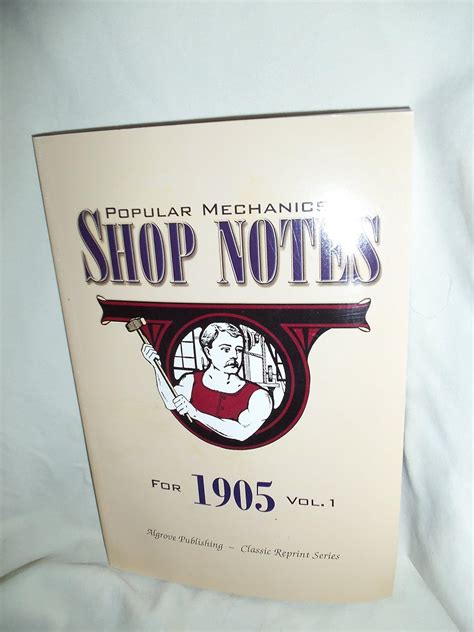 POPULAR MECHANICS
SHOP NOTES
FOR 1905 VOL. 1
Algrove Publishing ~ Classic Reprint Series